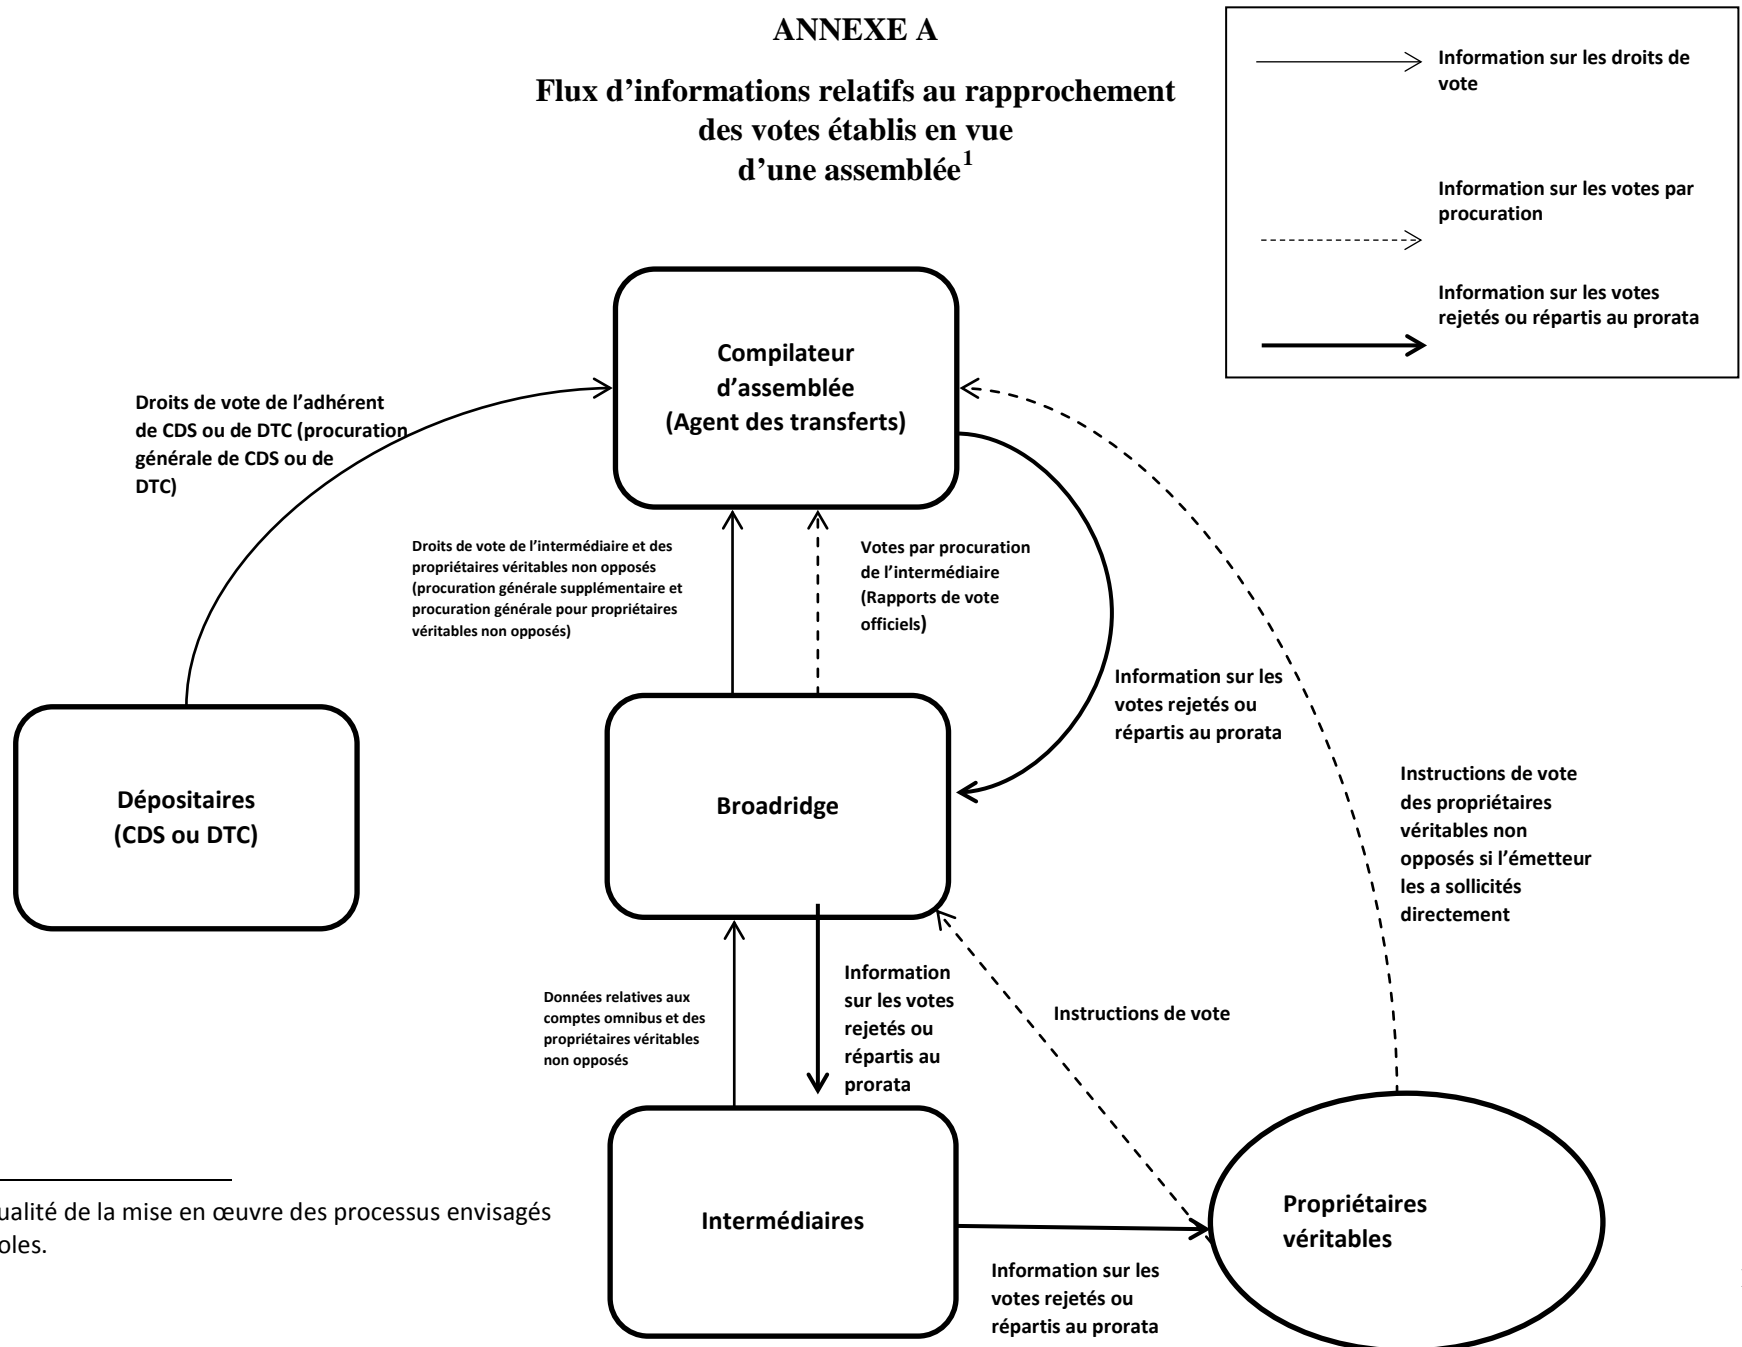 ANNEXE A
Flux d’informations relatifs au rapprochement
des votes établis en vue
d’une assemblée1
Information sur les droits de
vote
Information sur les votes par
procuration
Information sur les votes
rejetés ou répartis au prorata
Compilateur
d’assemblée
(Agent des transferts)
Droits de vote de l’adhérent
de CDS ou de DTC (procuration
générale de CDS ou de
DTC)
Droits de vote de l’intermédiaire et des
propriétaires véritables non opposés
(procuration générale supplémentaire et
procuration générale pour propriétaires
véritables non opposés)
Votes par procuration
de l’intermédiaire
(Rapports de vote
officiels)
Information sur les
votes rejetés ou
répartis au prorata
Dépositaires
(CDS ou DTC)
Broadridge
Instructions de vote
des propriétaires
véritables non
opposés si l’émetteur
les a sollicités
directement
Données relatives aux
comptes omnibus et des
propriétaires véritables
non opposés
Information
sur les votes
rejetés ou
répartis au
prorata
Instructions de vote
Intermédiaires
Propriétaires
véritables
Information sur les
votes rejetés ou
répartis au prorata
ualité de la mise en œuvre des processus envisagés
oles.